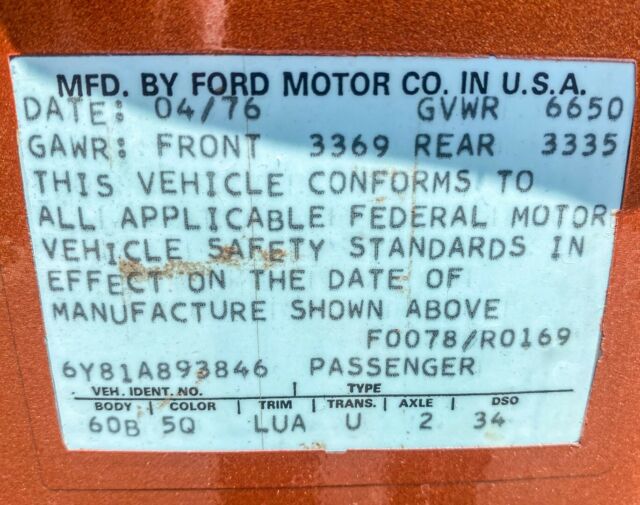 MFD. BY FORD MOTOR CO. IN U.S.A.
DATE: 04/76 GVWR 6650
GAWR: FRONT 3369 REAR 3335
THIS VEHICLE CONFORMS TO
ALL APPLICABLE FEDERAL MOTOR
VEHICLE SAFETY STANDARDS IN
EFFECT ON THE DATE OF
MANUFACTURE SHOWN ABOVE
F0078/R0169
6Y81A893846 PASSENGER
VEH. IDENT. NO. TYPE
BODY COLOR TRIM TRANS. AXLE DSO
60B 5Q LUA U 2 34